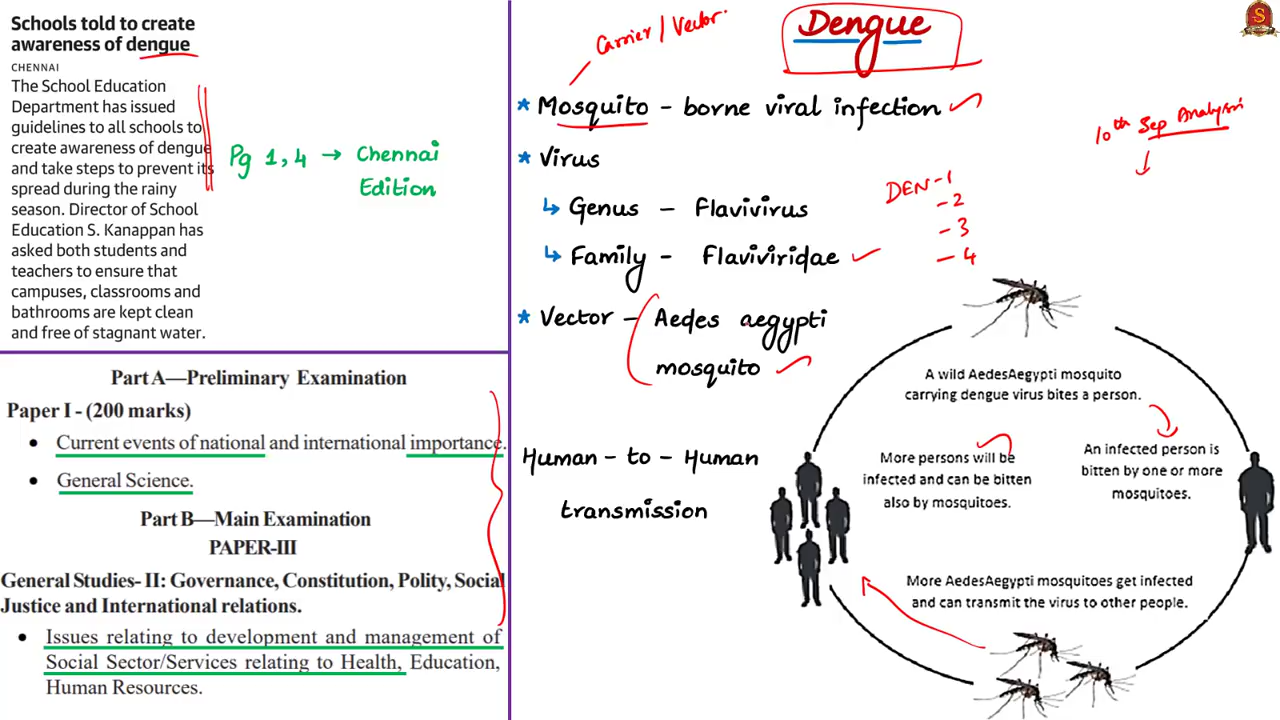 Schools told to create
awareness of dengue
CHENNAI
The School Education
Department has issued
guidelines to all schools to
create awareness of dengue
and take steps to prevent its
spread during the rainy
season. Director of School
Education S. Kanappan has
asked both students and
teachers to ensure that
campuses, classrooms and
bathrooms are kept clean
and free of stagnant water.
Pg 1, 4 → Chennai
Edition
Part A—Preliminary Examination
Paper I - (200 marks)
• Current events of national and international importance.
• General Science.
Part B—Main Examination
PAPER-III
General Studies- II: Governance, Constitution, Polity, Social
Justice and International relations.
• Issues relating to development and management of
Social Sector/Services relating to Health, Education,
Human Resources.
Dengue
Carrier / Vector
* Mosquito - borne viral infection
* Virus
↳ Genus - Flavivirus
↳ Family - Flaviviridae
DEN-1
-2
-3
-4
10th Sep Analysis
* Vector - Aedes aegypti
mosquito
Human - to - Human
transmission
A wild AedesAegypti mosquito
carrying dengue virus bites a person.
An infected person is
bitten by one or more
mosquitoes.
More persons will be
infected and can be bitten
also by mosquitoes.
More AedesAegypti mosquitoes get infected
and can transmit the virus to other people.